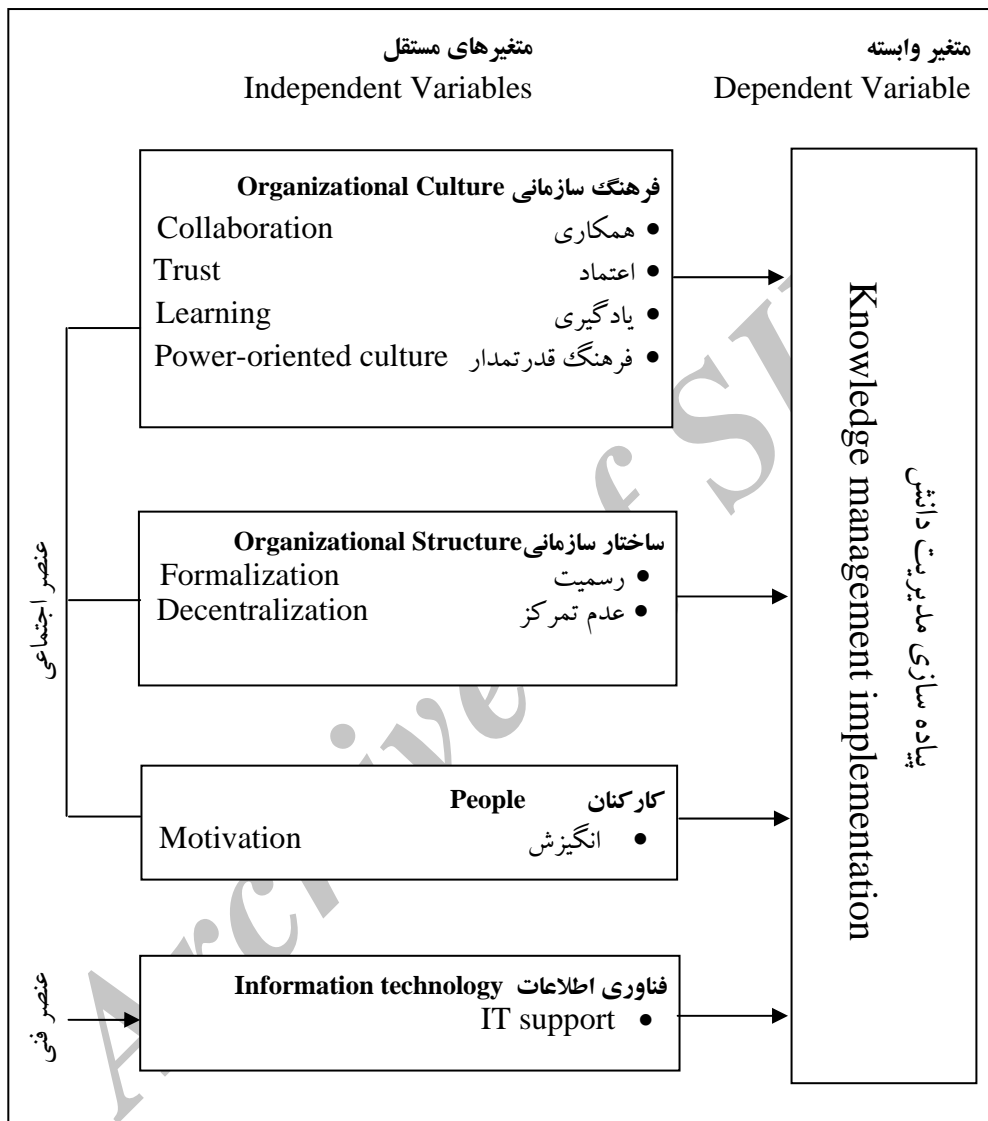 متغیرهای مستقل
Independent Variables
متغیر وابسته
Dependent Variable
فرهنگ سازمانی Organizational Culture
• همکاری Collaboration
• اعتماد Trust
• یادگیری Learning
• فرهنگ قدرتمدار Power-oriented culture
ساختار سازمانی Organizational Structure
• رسمیت Formalization
• عدم تمرکز Decentralization
کارکنان People
• انگیزش Motivation
فناوری اطلاعات Information technology
• IT support
عنصر اجتماعی
عنصر فنی
پیاده سازی مدیریت دانش
Knowledge management implementation
Archive of